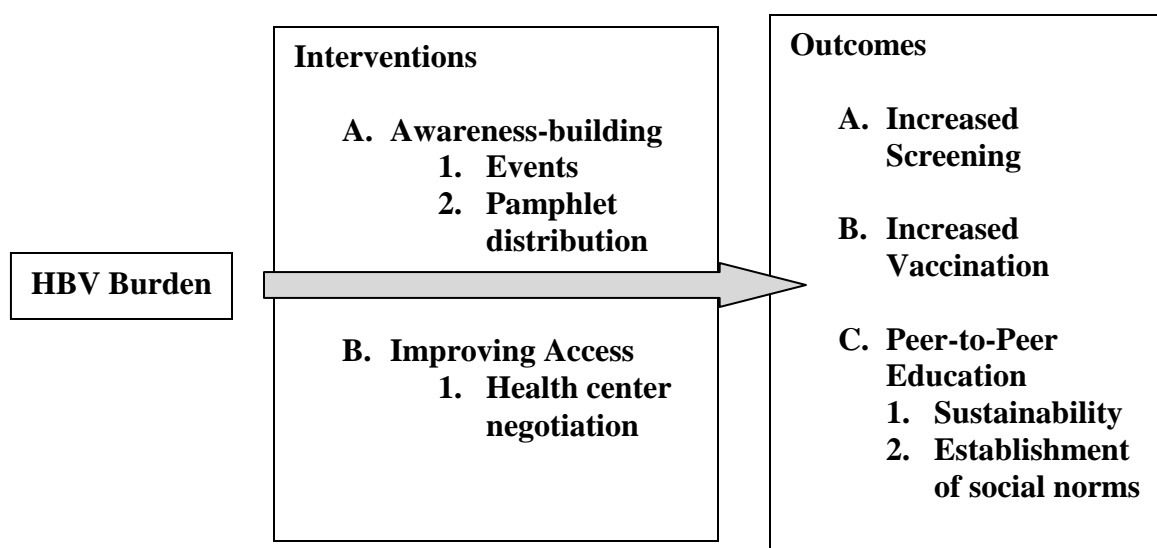 HBV Burden
Interventions
A. Awareness-building
1. Events
2. Pamphlet
distribution
B. Improving Access
1. Health center
negotiation
Outcomes
A. Increased
Screening
B. Increased
Vaccination
C. Peer-to-Peer
Education
1. Sustainability
2. Establishment
of social norms